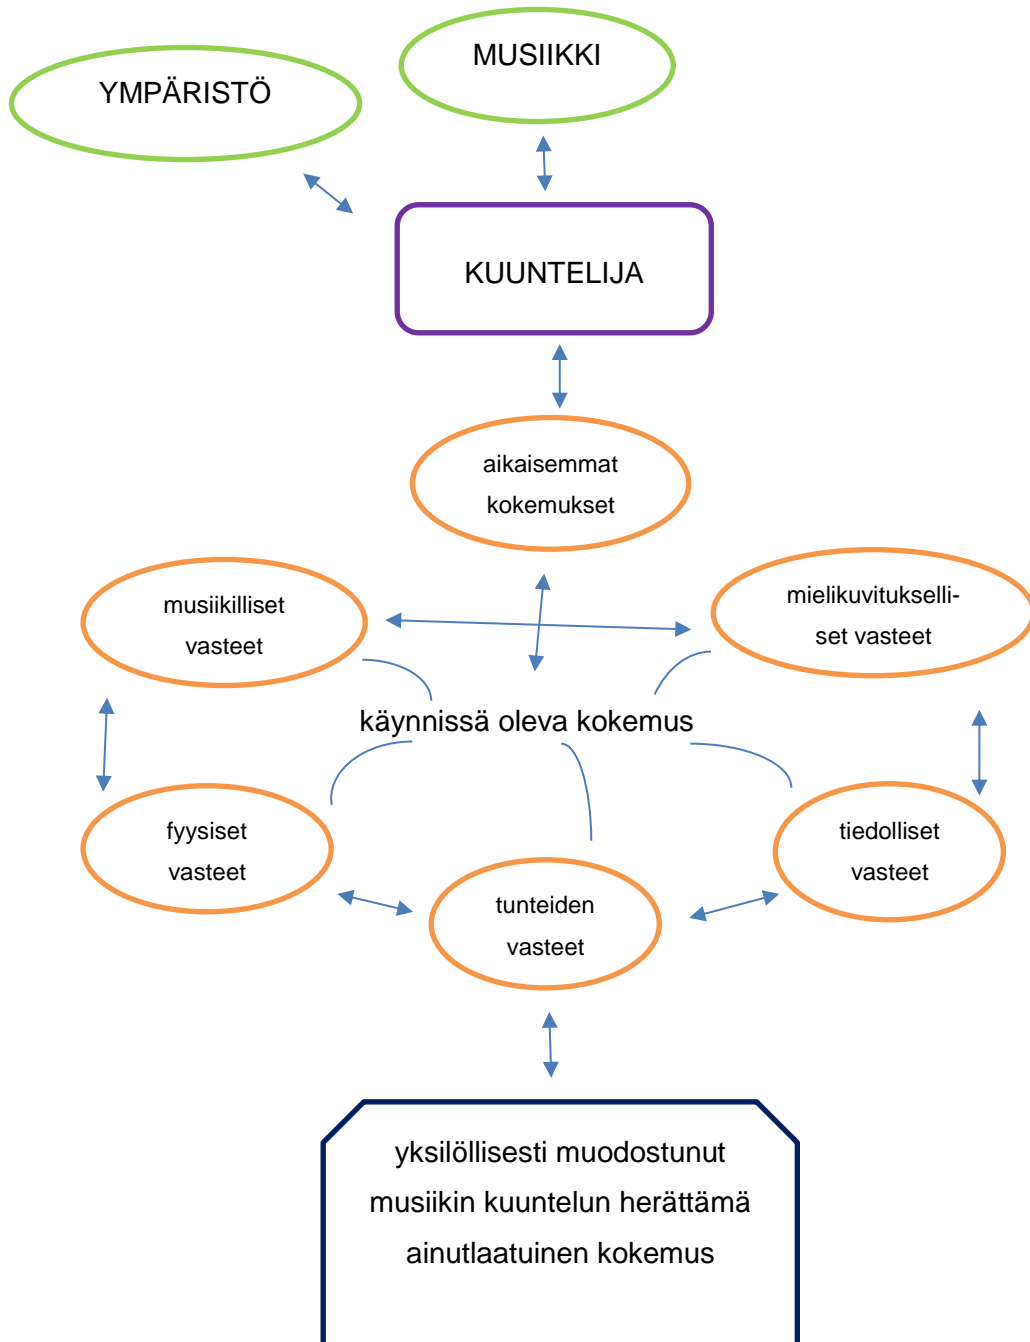 MUSIIKKI
YMPÄRISTÖ
KUUNTELIJA
aikaisemmat
kokemukset
musiikilliset
vasteet
mielikuvitukselli-
set vasteet
käynnissä oleva kokemus
fyysiset
vasteet
tiedolliset
vasteet
tunteiden
vasteet
yksilöllisesti muodostunut
musiikin kuuntelun herättämä
ainutlaatuinen kokemus